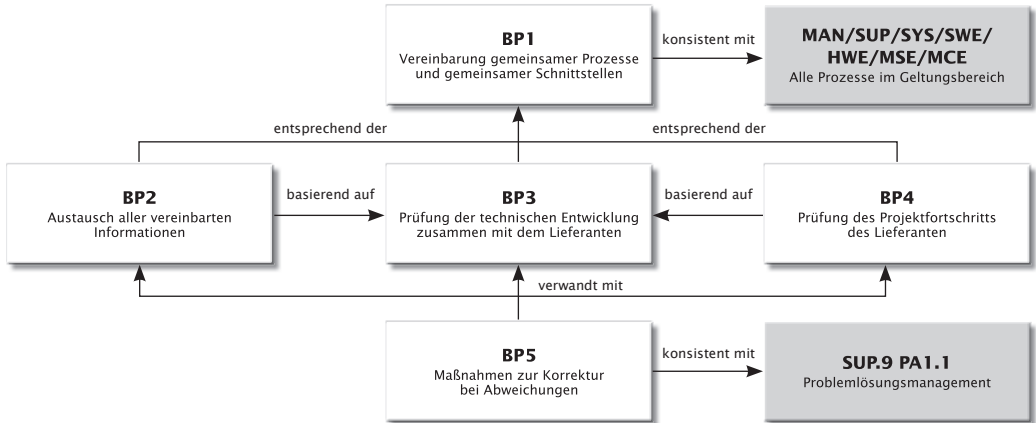 BP1
Vereinbarung gemeinsamer Prozesse
und gemeinsamer Schnittstellen
konsistent mit
MAN/SUP/SYS/SWE/
HWE/MSE/MCE
Alle Prozesse im Geltungsbereich
entsprechend der
entsprechend der
BP2
Austausch aller vereinbarten
Informationen
basierend auf
BP3
Prüfung der technischen Entwicklung
zusammen mit dem Lieferanten
basierend auf
BP4
Prüfung des Projektfortschritts
des Lieferanten
verwandt mit
BP5
Maßnahmen zur Korrektur
bei Abweichungen
konsistent mit
SUP.9 PA1.1
Problemlösungsmanagement